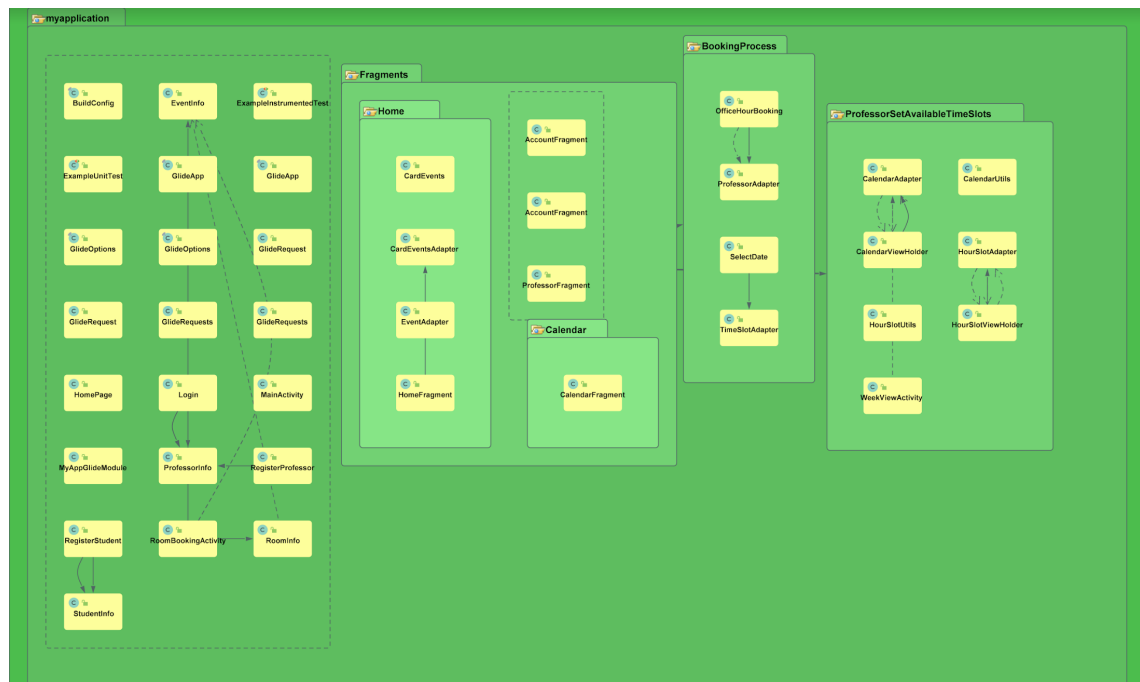 myapplication
BuildConfig
EventInfo
ExampleInstrumentedTest
ExampleUnitTest
GlideApp
GlideApp
GlideOptions
GlideOptions
GlideRequest
GlideRequest
GlideRequests
GlideRequests
HomePage
Login
MainActivity
MyAppGlideModule
ProfessorInfo
RegisterProfessor
RegisterStudent
RoomBookingActivity
RoomInfo
StudentInfo
Fragments
Home
CardEvents
CardEventsAdapter
EventAdapter
HomeFragment
AccountFragment
AccountFragment
ProfessorFragment
Calendar
CalendarFragment
BookingProcess
OfficeHourBooking
ProfessorAdapter
SelectDate
TimeSlotAdapter
ProfessorSetAvailableTimeSlots
CalendarAdapter
CalendarUtils
CalendarViewHolder
HourSlotAdapter
HourSlotUtils
HourSlotViewHolder
WeekViewActivity